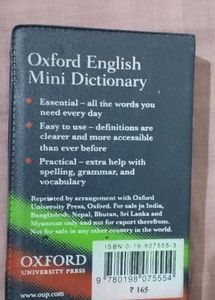 Oxford English
Mini Dictionary
• Essential – all the words you
need every day
• Easy to use – definitions are
clearer and more accessible
than ever before
• Practical – extra help with
spelling, grammar, and
vocabulary
Reprinted by arrangement with Oxford
University Press, Oxford. For sale in India,
Bangladesh, Nepal, Bhutan, Sri Lanka and
Myanmar only and not for export therefrom.
Not for sale in any other country in the world.
ISBN 0-19-807555-3
OXFORD
UNIVERSITY PRESS
www.oup.com
9 780198 075554
₹ 165